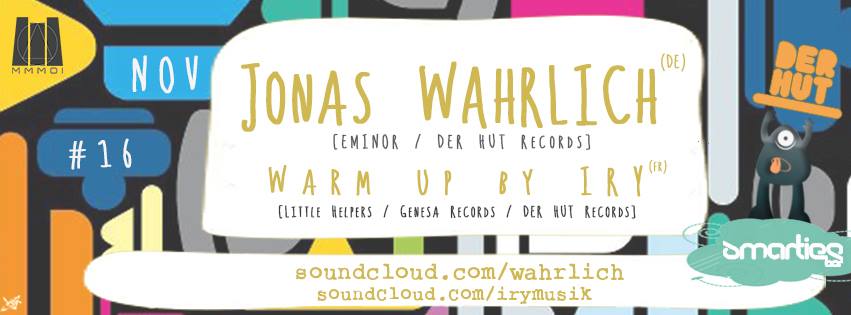 MMMOI
NOV
#16
JONAS WAHRLICH (DE)
[EMINOR / DER HUT RECORDS]
WARM UP BY IRY (FR)
[LITTLE HELPERS / GENESA RECORDS / DER HUT RECORDS]
DER
HUT
smarties
bar
soundcloud.com/wahrlich
soundcloud.com/irymusik